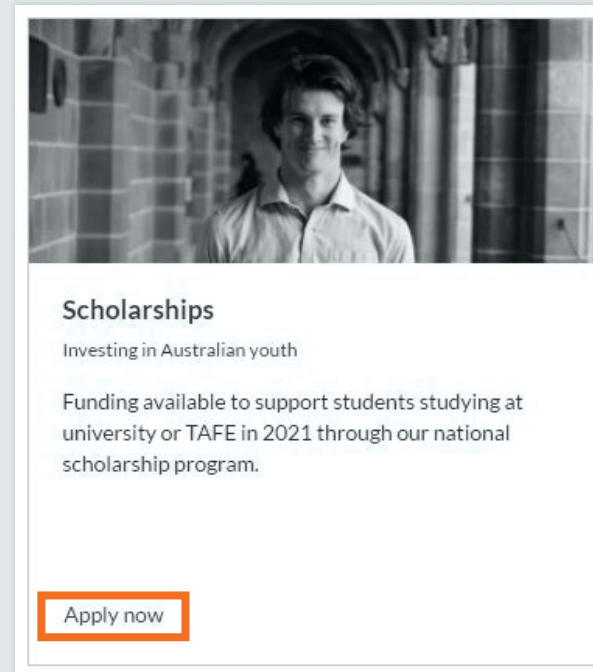 Scholarships
Investing in Australian youth
Funding available to support students studying at
university or TAFE in 2021 through our national
scholarship program.
Apply now